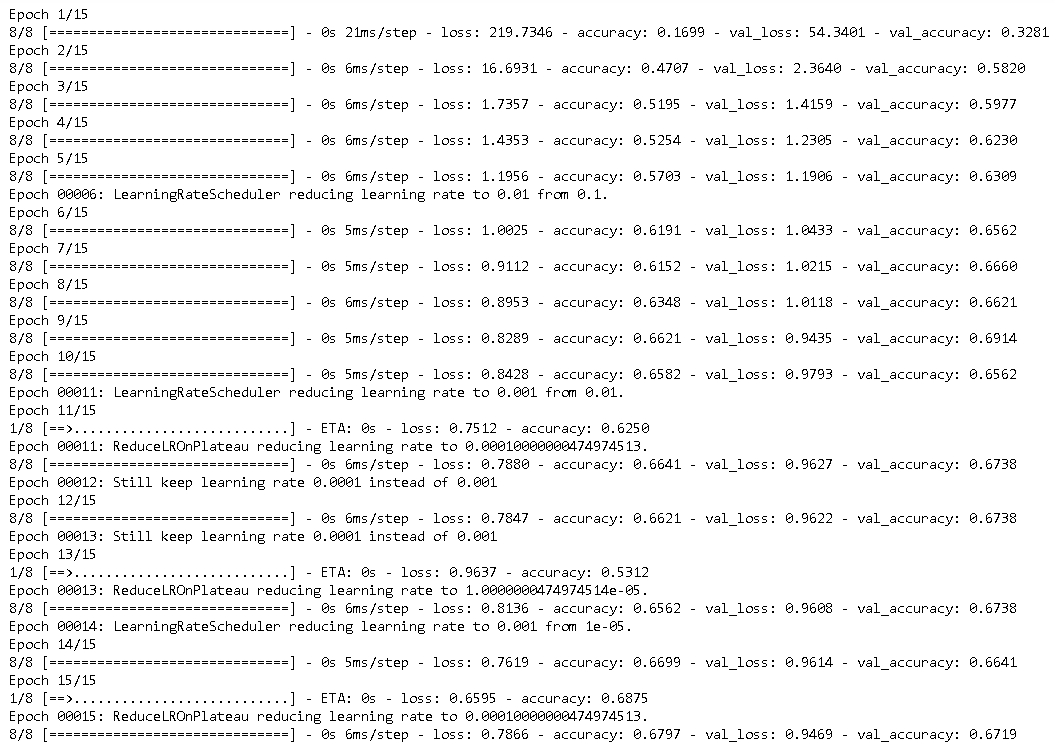 Epoch 1/15
8/8 [==============================] - 0s 21ms/step - loss: 219.7346 - accuracy: 0.1699 - val_loss: 54.3401 - val_accuracy: 0.3281
Epoch 2/15
8/8 [==============================] - 0s 6ms/step - loss: 16.6931 - accuracy: 0.4707 - val_loss: 2.3640 - val_accuracy: 0.5820
Epoch 3/15
8/8 [==============================] - 0s 6ms/step - loss: 1.7357 - accuracy: 0.5195 - val_loss: 1.4159 - val_accuracy: 0.5977
Epoch 4/15
8/8 [==============================] - 0s 6ms/step - loss: 1.4353 - accuracy: 0.5254 - val_loss: 1.2305 - val_accuracy: 0.6230
Epoch 5/15
8/8 [==============================] - 0s 6ms/step - loss: 1.1956 - accuracy: 0.5703 - val_loss: 1.1906 - val_accuracy: 0.6309
Epoch 00006: LearningRateScheduler reducing learning rate to 0.01 from 0.1.
Epoch 6/15
8/8 [==============================] - 0s 5ms/step - loss: 1.0025 - accuracy: 0.6191 - val_loss: 1.0433 - val_accuracy: 0.6562
Epoch 7/15
8/8 [==============================] - 0s 5ms/step - loss: 0.9112 - accuracy: 0.6152 - val_loss: 1.0215 - val_accuracy: 0.6660
Epoch 8/15
8/8 [==============================] - 0s 6ms/step - loss: 0.8953 - accuracy: 0.6348 - val_loss: 1.0118 - val_accuracy: 0.6621
Epoch 9/15
8/8 [==============================] - 0s 5ms/step - loss: 0.8289 - accuracy: 0.6621 - val_loss: 0.9435 - val_accuracy: 0.6914
Epoch 10/15
8/8 [==============================] - 0s 5ms/step - loss: 0.8428 - accuracy: 0.6582 - val_loss: 0.9793 - val_accuracy: 0.6562
Epoch 00011: LearningRateScheduler reducing learning rate to 0.001 from 0.01.
Epoch 11/15
1/8 [==>...........................] - ETA: 0s - loss: 0.7512 - accuracy: 0.6250
Epoch 00011: ReduceLROnPlateau reducing learning rate to 0.00010000000474974513.
8/8 [==============================] - 0s 6ms/step - loss: 0.7880 - accuracy: 0.6641 - val_loss: 0.9627 - val_accuracy: 0.6738
Epoch 00012: Still keep learning rate 0.0001 instead of 0.001
Epoch 12/15
8/8 [==============================] - 0s 6ms/step - loss: 0.7847 - accuracy: 0.6621 - val_loss: 0.9622 - val_accuracy: 0.6738
Epoch 00013: Still keep learning rate 0.0001 instead of 0.001
Epoch 13/15
1/8 [==>...........................] - ETA: 0s - loss: 0.9637 - accuracy: 0.5312
Epoch 00013: ReduceLROnPlateau reducing learning rate to 1.0000000474974514e-05.
8/8 [==============================] - 0s 6ms/step - loss: 0.8136 - accuracy: 0.6562 - val_loss: 0.9608 - val_accuracy: 0.6738
Epoch 00014: LearningRateScheduler reducing learning rate to 0.001 from 1e-05.
Epoch 14/15
8/8 [==============================] - 0s 5ms/step - loss: 0.7619 - accuracy: 0.6699 - val_loss: 0.9614 - val_accuracy: 0.6641
Epoch 15/15
1/8 [==>...........................] - ETA: 0s - loss: 0.6595 - accuracy: 0.6875
Epoch 00015: ReduceLROnPlateau reducing learning rate to 0.00010000000474974513.
8/8 [==============================] - 0s 6ms/step - loss: 0.7866 - accuracy: 0.6797 - val_loss: 0.9469 - val_accuracy: 0.6719